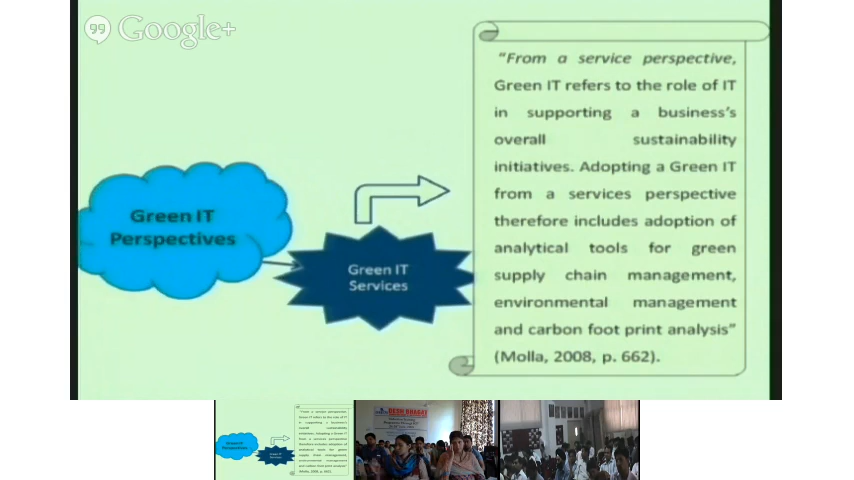 Google+
"From a service perspective,
Green IT refers to the role of IT
in supporting a business's
overall sustainability
initiatives. Adopting a Green IT
from a services perspective
therefore includes adoption of
analytical tools for green
supply chain management,
environmental management
and carbon foot print analysis"
(Molla, 2008, p. 662).
Green IT
Perspectives
Green IT
Services
DESH BHAGAT